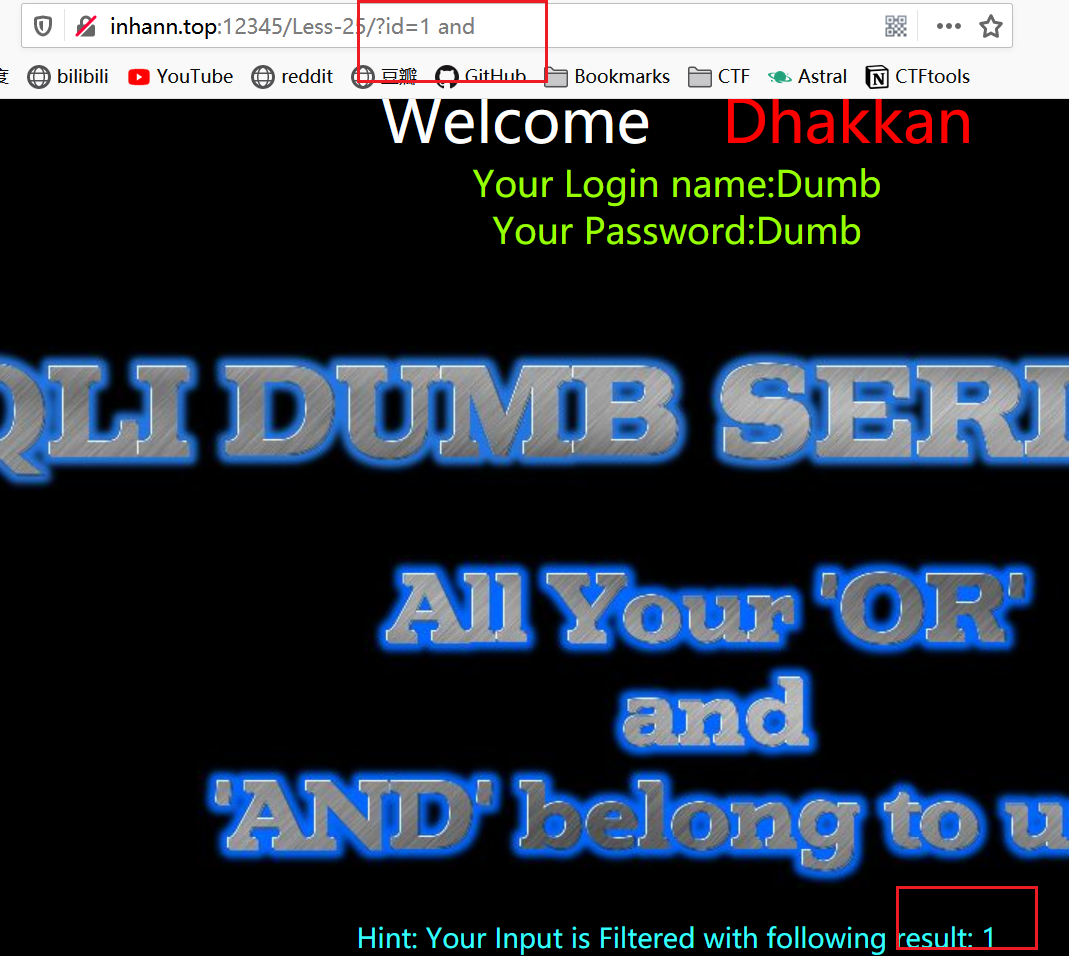 inhann.top:12345/Less-25/?id=1 and
度 bilibili YouTube reddit 豆瓣 GitHub Bookmarks CTF Astral CTFtools
Welcome Dhakkan
Your Login name:Dumb
Your Password:Dumb
QLI DUMB SERI
All Your 'OR'
and
'AND' belong to u
Hint: Your Input is Filtered with following result: 1